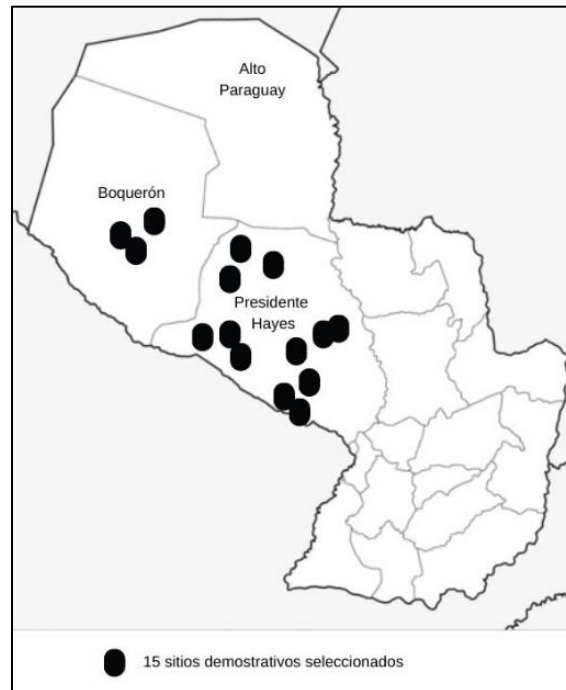 Alto
Paraguay
Boquerón
Presidente
Hayes
15 sitios demostrativos seleccionados